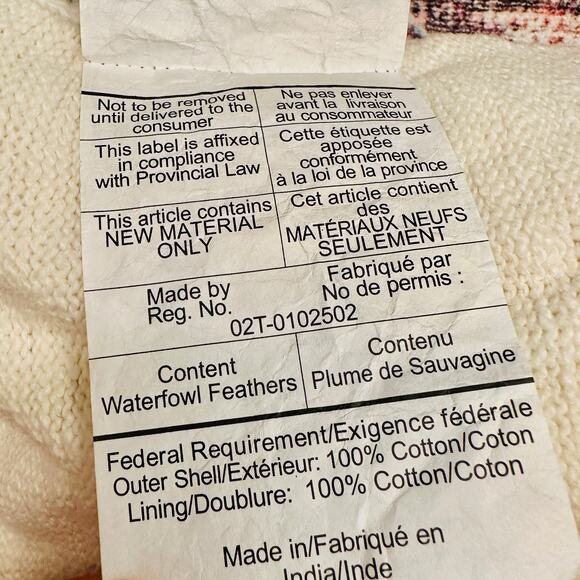 Not to be removed
until delivered to the
consumer
Ne pas enlever
avant la livraison
au consommateur
This label is affixed
in compliance
with Provincial Law
Cette étiquette est
apposée
conformément
à la loi de la province
This article contains
NEW MATERIAL
ONLY
Cet article contient
des
MATÉRIAUX NEUFS
SEULEMENT
Made by
Reg. No.
Fabriqué par
No de permis :
02T-0102502
Content
Waterfowl Feathers
Contenu
Plume de Sauvagine
Federal Requirement/Exigence fédérale
Outer Shell/Extérieur: 100% Cotton/Coton
Lining/Doublure: 100% Cotton/Coton
Made in/Fabriqué en
India/Inde